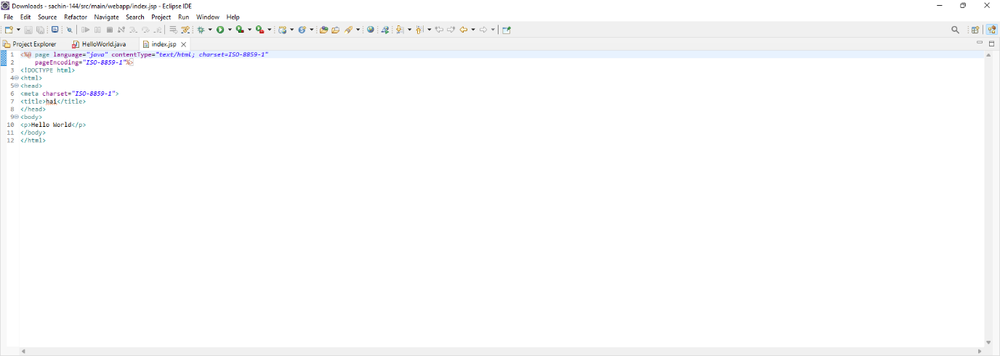 Downloads - sachin-144/src/main/webapp/index.jsp - Eclipse IDE
File Edit Source Refactor Navigate Search Project Run Window Help
Project Explorer HelloWorld.java index.jsp
1 <%@ page language="java" contentType="text/html; charset=ISO-8859-1"
2 pageEncoding="ISO-8859-1"%>
3 <!DOCTYPE html>
4 <html>
5 <head>
6 <meta charset="ISO-8859-1">
7 <title>hai</title>
8 </head>
9 <body>
10 <p>Hello World</p>
11 </body>
12 </html>